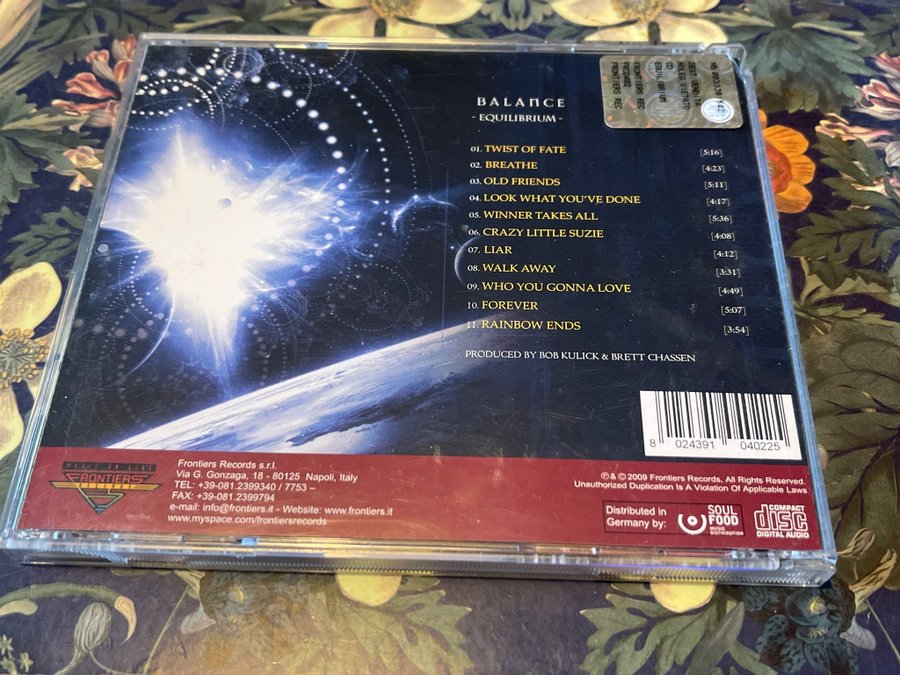 BALANCE
- EQUILIBRIUM -
01. TWIST OF FATE [5:16]
02. BREATHE [4:23]
03. OLD FRIENDS [5:11]
04. LOOK WHAT YOU'VE DONE [4:17]
05. WINNER TAKES ALL [5:36]
06. CRAZY LITTLE SUZIE [4:08]
07. LIAR [4:12]
08. WALK AWAY [3:31]
09. WHO YOU GONNA LOVE [4:49]
10. FOREVER [5:07]
11. RAINBOW ENDS [3:54]
PRODUCED BY BOB KULICK & BRETT CHASSEN
8 024391 040225
FRONTIERS
RECORDS
Frontiers Records s.r.l.
Via G. Gonzaga, 18 - 80125 Napoli, Italy
TEL: +39-081.2399340 / 7753 –
FAX: +39-081.2399794
e-mail: info@frontiers.it - Website: www.frontiers.it
www.myspace.com/frontiersrecords
℗ & © 2009 Frontiers Records. All Rights Reserved.
Unauthorized Duplication Is A Violation Of Applicable Laws
Distributed in
Germany by:
SOUL
FOOD
MUSIC
DISTRIBUTION
COMPACT
disc
DIGITAL AUDIO